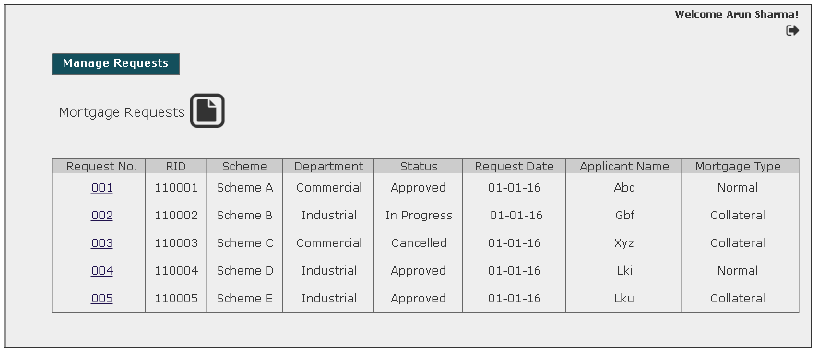 Welcome Arun Sharma!
Manage Requests
Mortgage Requests
Request No. RID Scheme Department Status Request Date Applicant Name Mortgage Type
001 110001 Scheme A Commercial Approved 01-01-16 Abc Normal
002 110002 Scheme B Industrial In Progress 01-01-16 Gbf Collateral
003 110003 Scheme C Commercial Cancelled 01-01-16 Xyz Collateral
004 110004 Scheme D Industrial Approved 01-01-16 Lki Normal
005 110005 Scheme E Industrial Approved 01-01-16 Lku Collateral